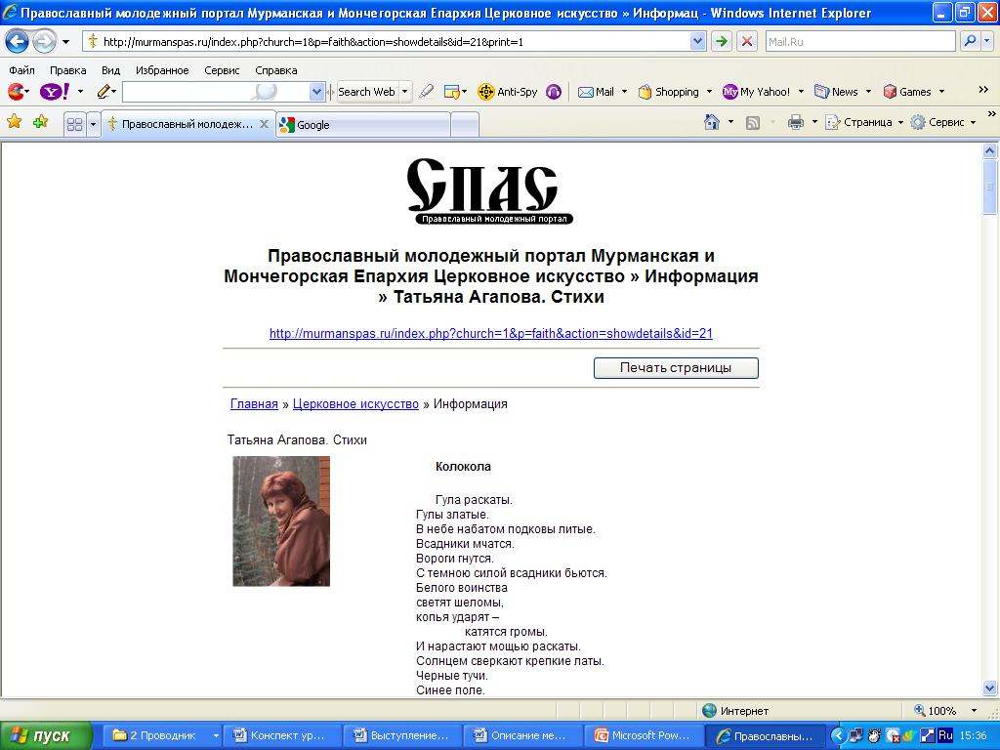 Православный молодежный портал Мурманская и Мончегорская Епархия Церковное искусство » Информац - Windows Internet Explorer
http://murmanspas.ru/index.php?church=1&p=faith&action=showdetails&id=21&print=1
Mail.Ru
Файл Правка Вид Избранное Сервис Справка
Y! Search Web Anti-Spy Mail Shopping My My Yahoo! News Games »
Православный молодеж... Google Страница Сервис »
Спас
Православный молодежный портал
Православный молодежный портал Мурманская и
Мончегорская Епархия Церковное искусство » Информация
» Татьяна Агапова. Стихи
http://murmanspas.ru/index.php?church=1&p=faith&action=showdetails&id=21
Печать страницы
Главная » Церковное искусство » Информация
Татьяна Агапова. Стихи
Колокола
Гула раскаты.
Гулы златые.
В небе набатом подковы литые.
Всадники мчатся.
Вороги гнутся.
С темною силой всадники бьются.
Белого воинства
светят шеломы,
копья ударят –
катятся громы.
И нарастают мощью раскаты.
Солнцем сверкают крепкие латы.
Черные тучи.
Синее поле.
Интернет 100%
пуск 2 Проводник Конспект ур... Выступление... Описание ме... Microsoft Pow... Православны... Ru 15:36